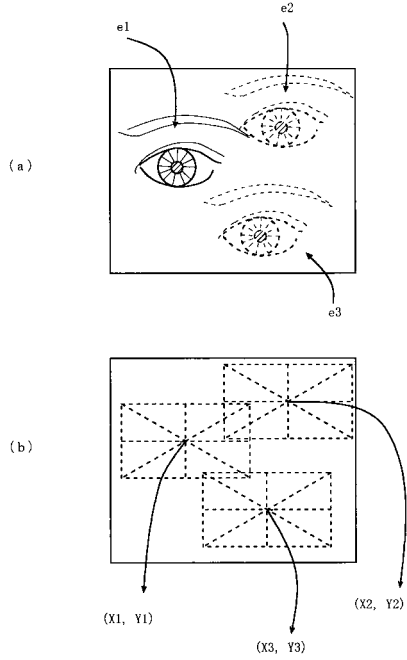 e1
e2
(a)
e3
(b)
(X1, Y1)
(X2, Y2)
(X3, Y3)